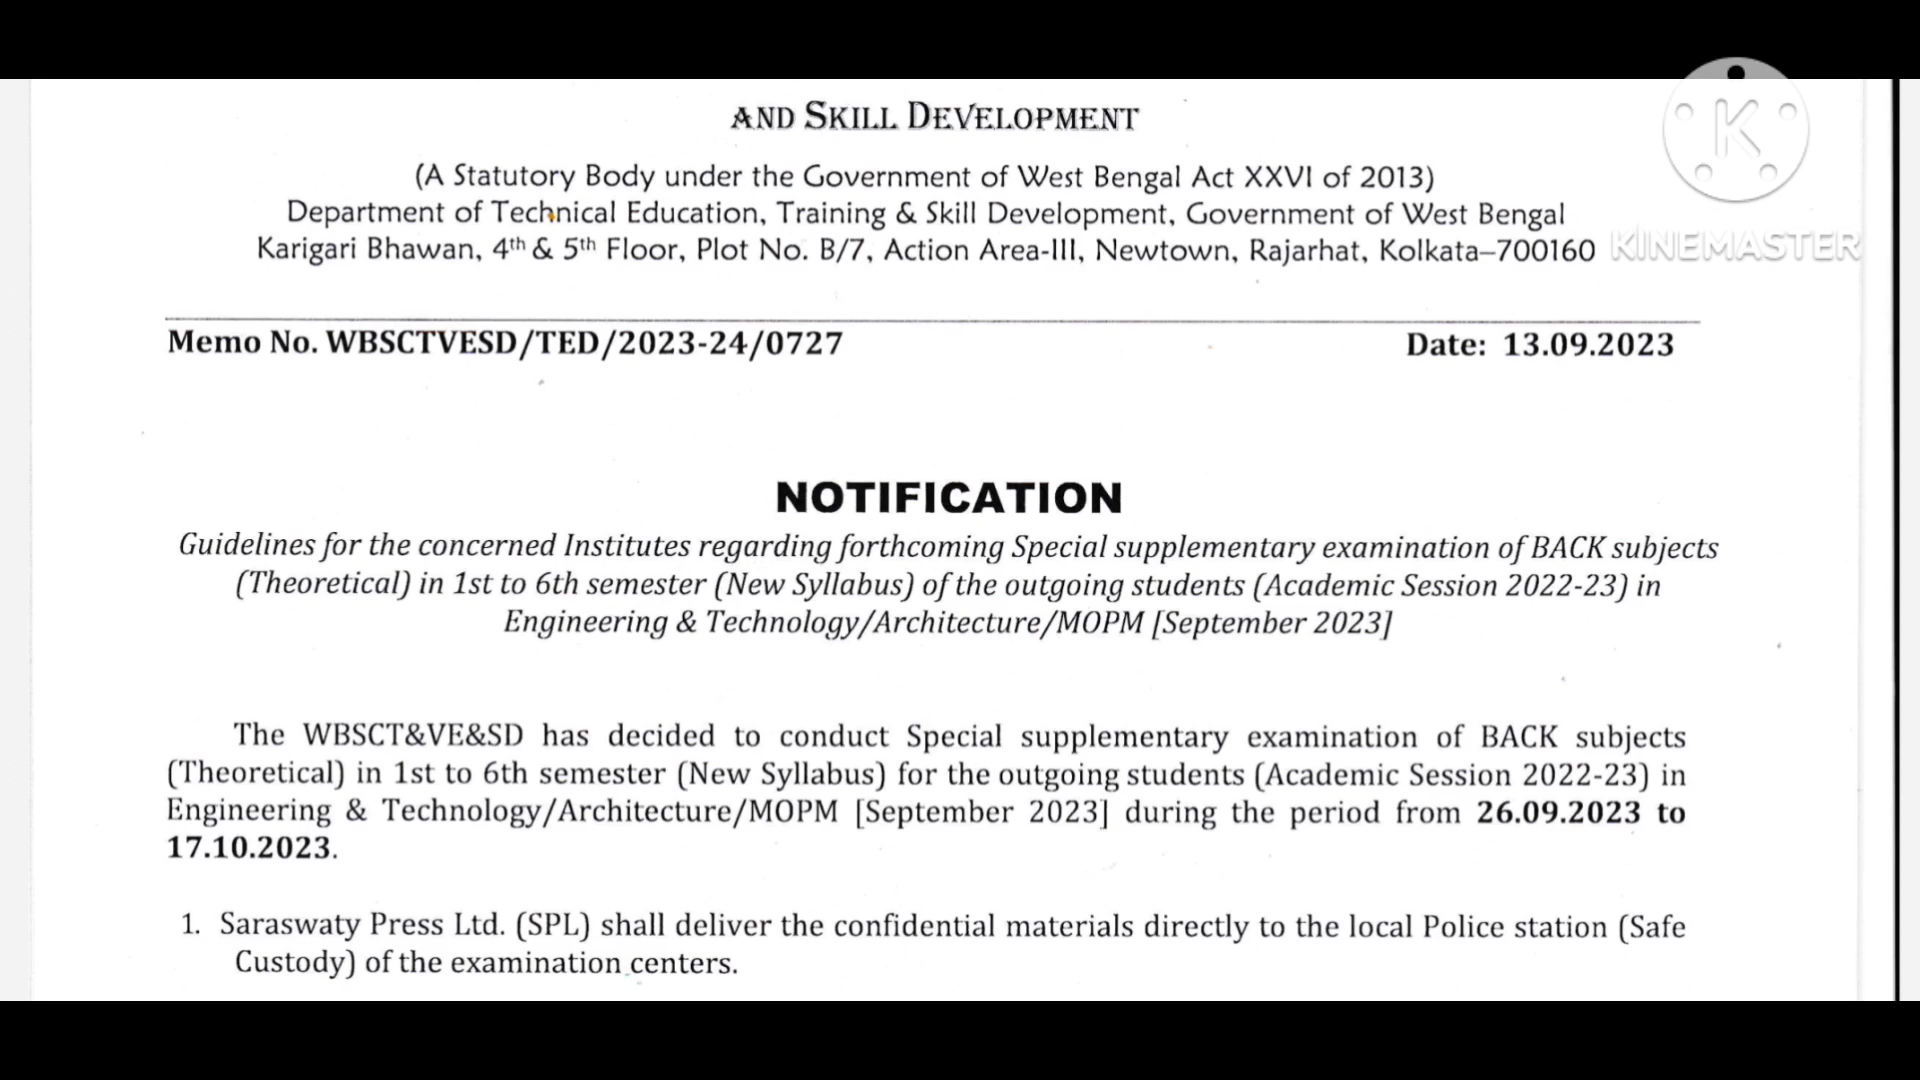 AND SKILL DEVELOPMENT
(A Statutory Body under the Government of West Bengal Act XXVI of 2013)
Department of Technical Education, Training & Skill Development, Government of West Bengal
Karigari Bhawan, 4th & 5th Floor, Plot No. B/7, Action Area-III, Newtown, Rajarhat, Kolkata–700160
K
KINEMASTER
Memo No. WBSCTVESD/TED/2023-24/0727
Date: 13.09.2023
NOTIFICATION
Guidelines for the concerned Institutes regarding forthcoming Special supplementary examination of BACK subjects
(Theoretical) in 1st to 6th semester (New Syllabus) of the outgoing students (Academic Session 2022-23) in
Engineering & Technology/Architecture/MOPM [September 2023]
The WBSCT&VE&SD has decided to conduct Special supplementary examination of BACK subjects
(Theoretical) in 1st to 6th semester (New Syllabus) for the outgoing students (Academic Session 2022-23) in
Engineering & Technology/Architecture/MOPM [September 2023] during the period from 26.09.2023 to
17.10.2023.
1. Saraswaty Press Ltd. (SPL) shall deliver the confidential materials directly to the local Police station (Safe
Custody) of the examination centers.